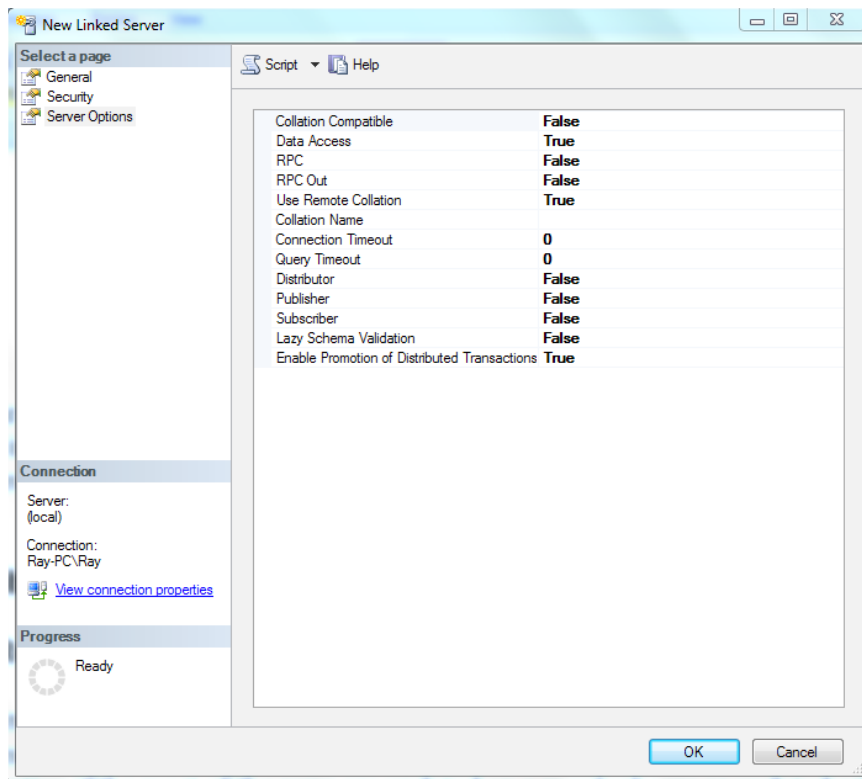 New Linked Server
Select a page
General
Security
Server Options
Script Help
Collation Compatible False
Data Access True
RPC False
RPC Out False
Use Remote Collation True
Collation Name
Connection Timeout 0
Query Timeout 0
Distributor False
Publisher False
Subscriber False
Lazy Schema Validation False
Enable Promotion of Distributed Transactions True
Connection
Server:
(local)
Connection:
Ray-PC\Ray
View connection properties
Progress
Ready
OK Cancel